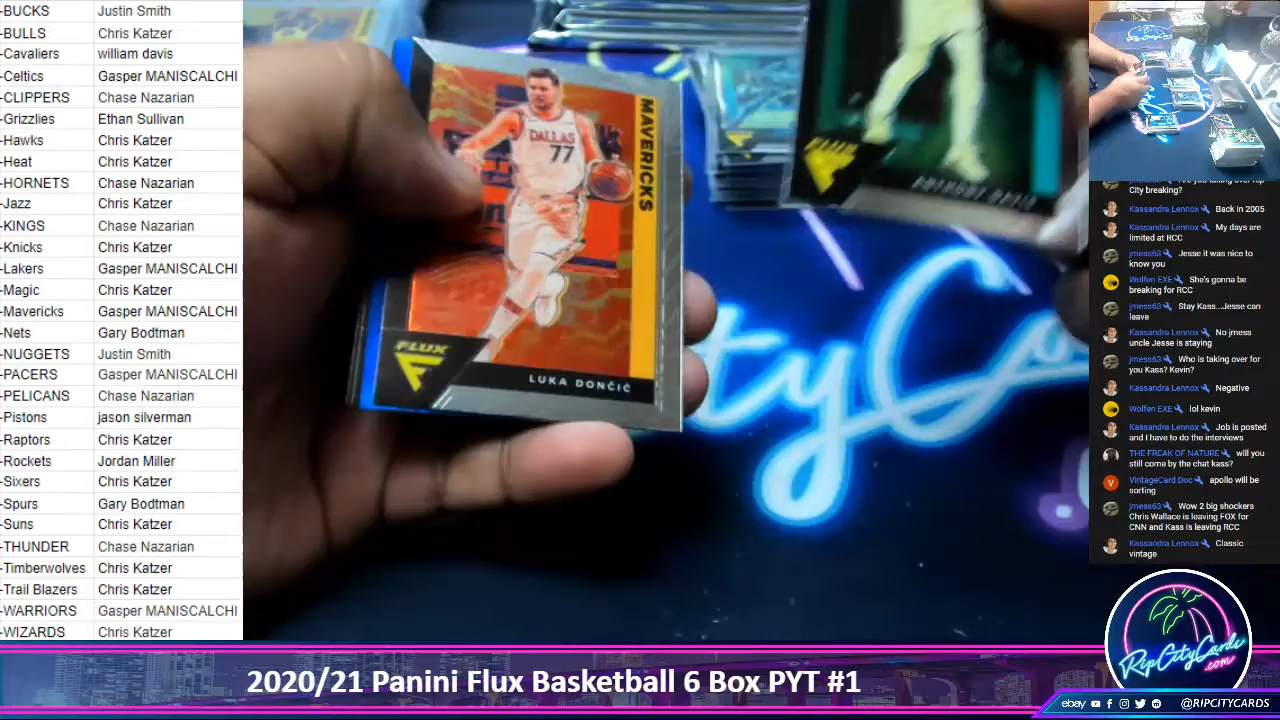 -BUCKS Justin Smith
-BULLS Chris Katzer
-Cavaliers william davis
-Celtics Gasper MANISCALCHI
-CLIPPERS Chase Nazarian
-Grizzlies Ethan Sullivan
-Hawks Chris Katzer
-Heat Chris Katzer
-HORNETS Chase Nazarian
-Jazz Chris Katzer
-KINGS Chase Nazarian
-Knicks Chris Katzer
-Lakers Gasper MANISCALCHI
-Magic Chris Katzer
-Mavericks Gasper MANISCALCHI
-Nets Gary Bodtman
-NUGGETS Justin Smith
-PACERS Gasper MANISCALCHI
-PELICANS Chase Nazarian
-Pistons jason silverman
-Raptors Chris Katzer
-Rockets Jordan Miller
-Sixers Chris Katzer
-Spurs Gary Bodtman
-Suns Chris Katzer
-THUNDER Chase Nazarian
-Timberwolves Chris Katzer
-Trail Blazers Chris Katzer
-WARRIORS Gasper MANISCALCHI
-WIZARDS Chris Katzer
MAVERICKS
DALLAS
77
FLUX
LUKA DONČIĆ
FLUX
ty Ca
City breaking?
Kassandra Lennox Back in 2005
Kassandra Lennox My days are
limited at RCC
jmess63 Jesse it was nice to
know you
Wolfen EXE She's gonna be
breaking for RCC
jmess63 Stay Kass...Jesse can
leave
Kassandra Lennox No jmess
uncle Jesse is staying
jmess63 Who is taking over for
you Kass? Kevin?
Kassandra Lennox Negative
Wolfen EXE lol kevin
Kassandra Lennox Job is posted
and I have to do the interviews
THE FREAK OF NATURE will you
still come by the chat kass?
V VintageCard Doc apollo will be
sorting
jmess63 Wow 2 big shockers
Chris Wallace is leaving FOX for
CNN and Kass is leaving RCC
Kassandra Lennox Classic
vintage
RipCityCards
.com
2020/21 Panini Flux Basketball 6 Box PYT #1
ebay @RIPCITYCARDS